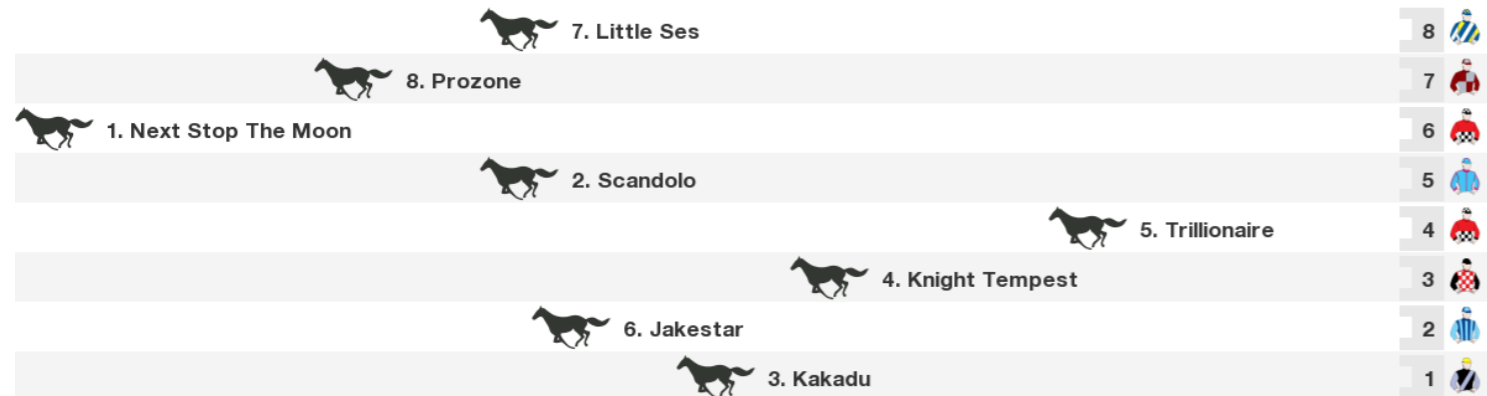 7. Little Ses 8
8. Prozone 7
1. Next Stop The Moon 6
2. Scandolo 5
5. Trillionaire 4
4. Knight Tempest 3
6. Jakestar 2
3. Kakadu 1